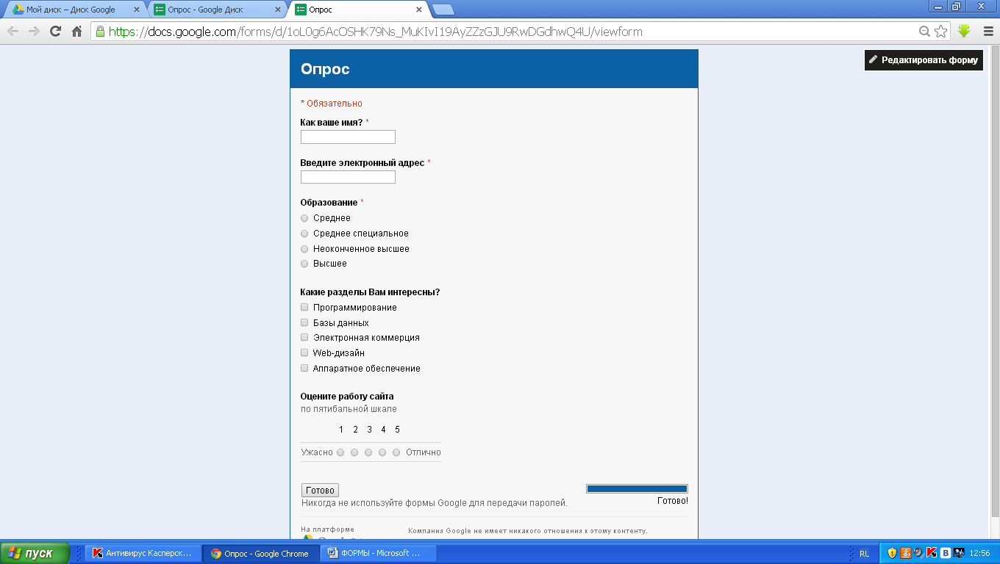 Мой диск – Диск Google
Опрос - Google Диск
Опрос
https://docs.google.com/forms/d/1oL0g6AcOSHK79Ns_MuKIvI19AyZZzGJU9RwDGdhwQ4U/viewform
Редактировать форму
Опрос
* Обязательно
Как ваше имя? *
Введите электронный адрес *
Образование *
Среднее
Среднее специальное
Неоконченное высшее
Высшее
Какие разделы Вам интересны?
Программирование
Базы данных
Электронная коммерция
Web-дизайн
Аппаратное обеспечение
Оцените работу сайта
по пятибальной шкале
1 2 3 4 5
Ужасно Отлично
Готово
Никогда не используйте формы Google для передачи паролей.
Готово!
На платформе
Компания Google не имеет никакого отношения к этому контенту.
пуск
Антивирус Касперск...
Опрос - Google Chrome
ФОРМЫ - Microsoft ...
RL
12:56